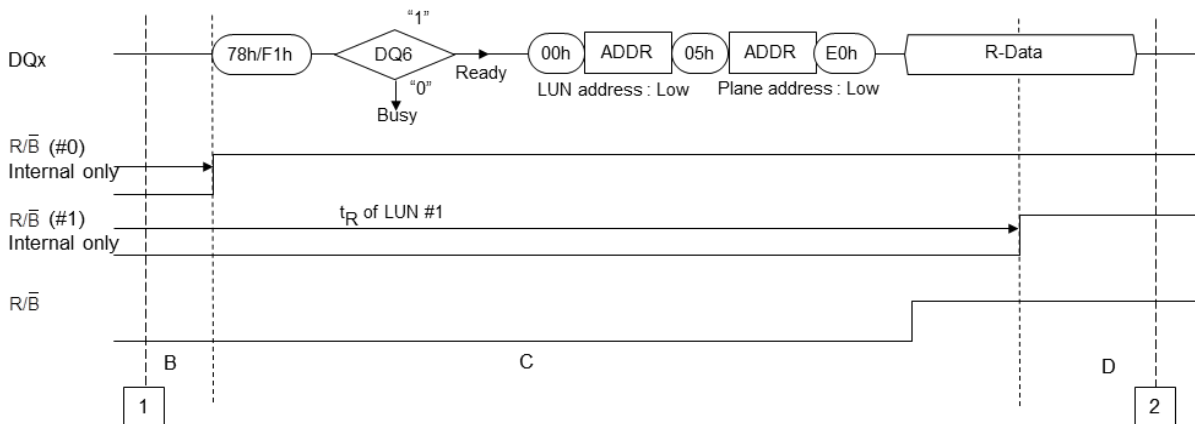 "1"
DQx
78h/F1h
DQ6
Ready
00h
ADDR
05h
ADDR
E0h
R-Data
"0"
LUN address : Low
Plane address : Low
Busy
R/B̅ (#0)
Internal only
R/B̅ (#1)
Internal only
tR of LUN #1
R/B̅
B
C
D
1
2